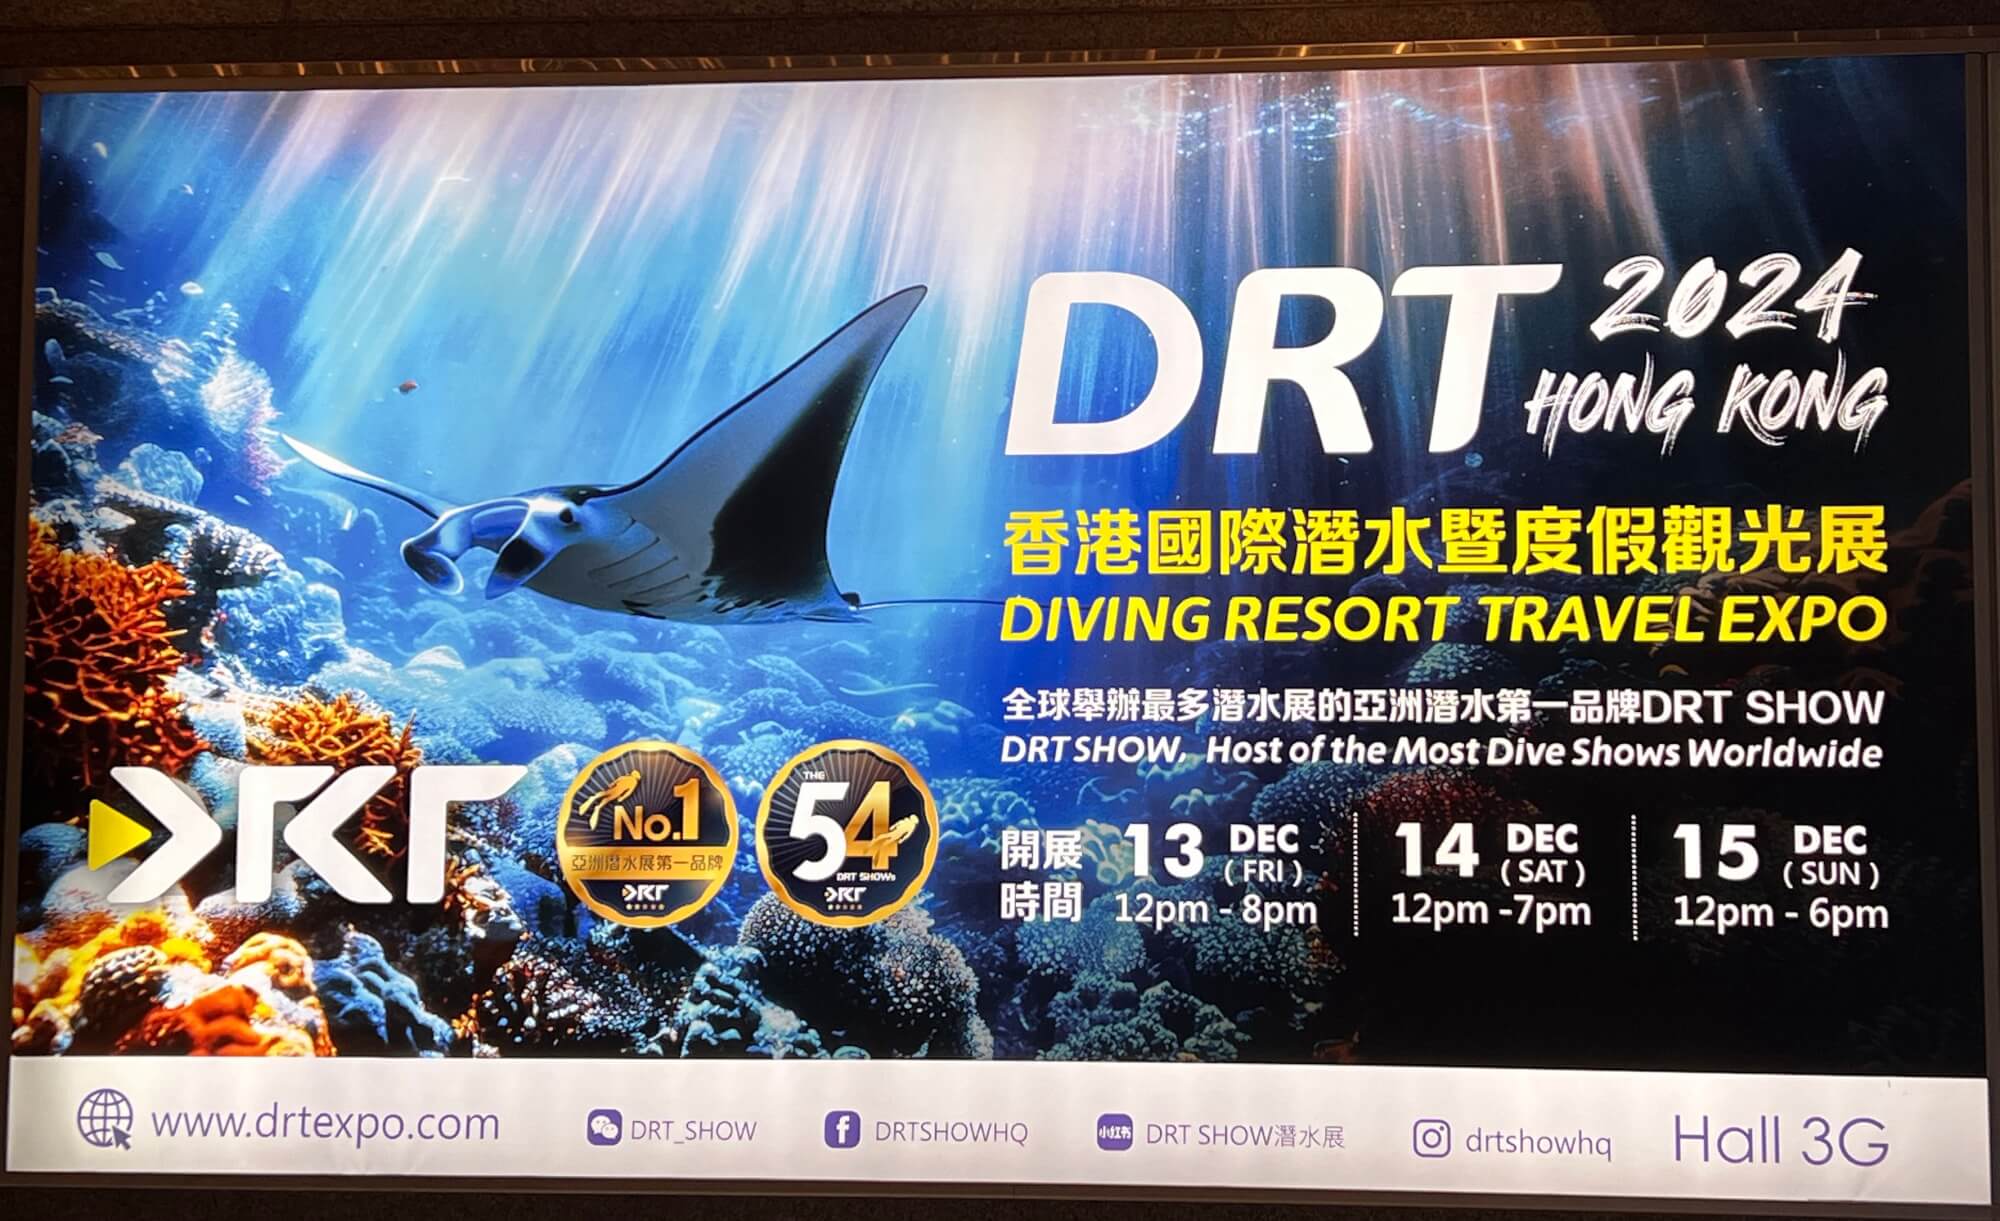 DRT 2024
HONG KONG
香港國際潛水暨度假觀光展
DIVING RESORT TRAVEL EXPO
全球舉辦最多潛水展的亞洲潛水第一品牌DRT SHOW
DRT SHOW, Host of the Most Dive Shows Worldwide
開展時間
13 DEC (FRI)
12pm - 8pm
14 DEC (SAT)
12pm -7pm
15 DEC (SUN)
12pm - 6pm
DRT
No.1
亞洲潛水展第一品牌
DRT
THE
54
DRT SHOWs
DRT
www.drtexpo.com
DRT_SHOW
DRTSHOWHQ
小红书
DRT SHOW潛水展
drtshowhq
Hall 3G